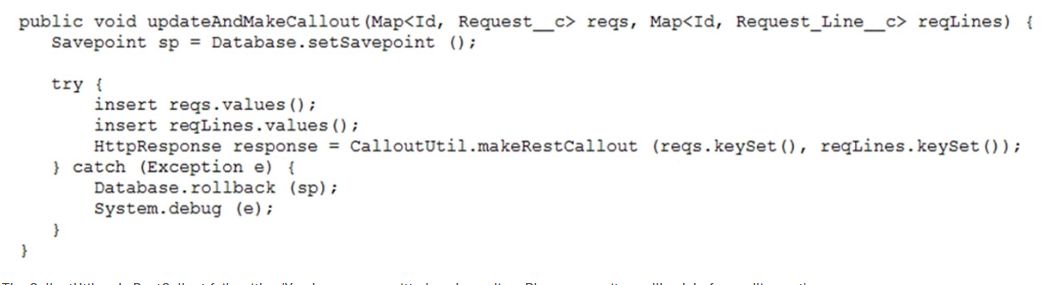 public void updateAndMakeCallout(Map<Id, Request__c> reqs, Map<Id, Request_Line__c> reqLines) {
Savepoint sp = Database.setSavepoint ();
try {
insert reqs.values();
insert reqLines.values();
HttpResponse response = CalloutUtil.makeRestCallout (reqs.keySet(), reqLines.keySet());
} catch (Exception e) {
Database.rollback (sp);
System.debug (e);
}
}